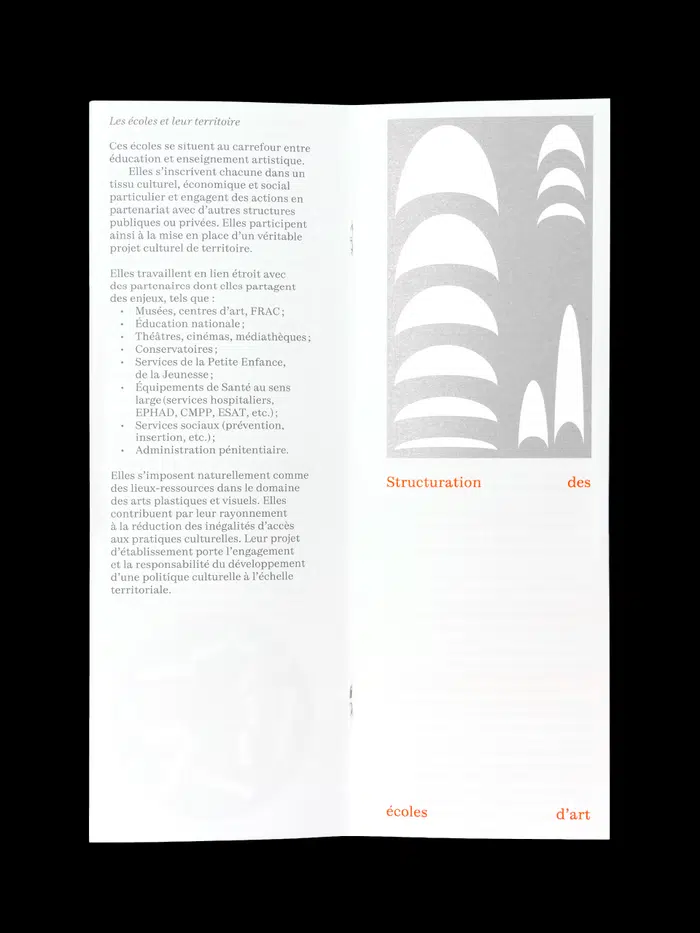 Les écoles et leur territoire
Ces écoles se situent au carrefour entre
éducation et enseignement artistique.
Elles s’inscrivent chacune dans un
tissu culturel, économique et social
particulier et engagent des actions en
partenariat avec d’autres structures
publiques ou privées. Elles participent
ainsi à la mise en place d’un véritable
projet culturel de territoire.
Elles travaillent en lien étroit avec
des partenaires dont elles partagent
des enjeux, tels que :
• Musées, centres d’art, FRAC ;
• Éducation nationale ;
• Théâtres, cinémas, médiathèques ;
• Conservatoires ;
• Services de la Petite Enfance,
de la Jeunesse ;
• Équipements de Santé au sens
large (services hospitaliers,
EPHAD, CMPP, ESAT, etc.) ;
• Services sociaux (prévention,
insertion, etc.) ;
• Administration pénitentiaire.
Elles s’imposent naturellement comme
des lieux-ressources dans le domaine
des arts plastiques et visuels. Elles
contribuent par leur rayonnement
à la réduction des inégalités d’accès
aux pratiques culturelles. Leur projet
d’établissement porte l’engagement
et la responsabilité du développement
d’une politique culturelle à l’échelle
territoriale.
Structuration des
écoles d’art